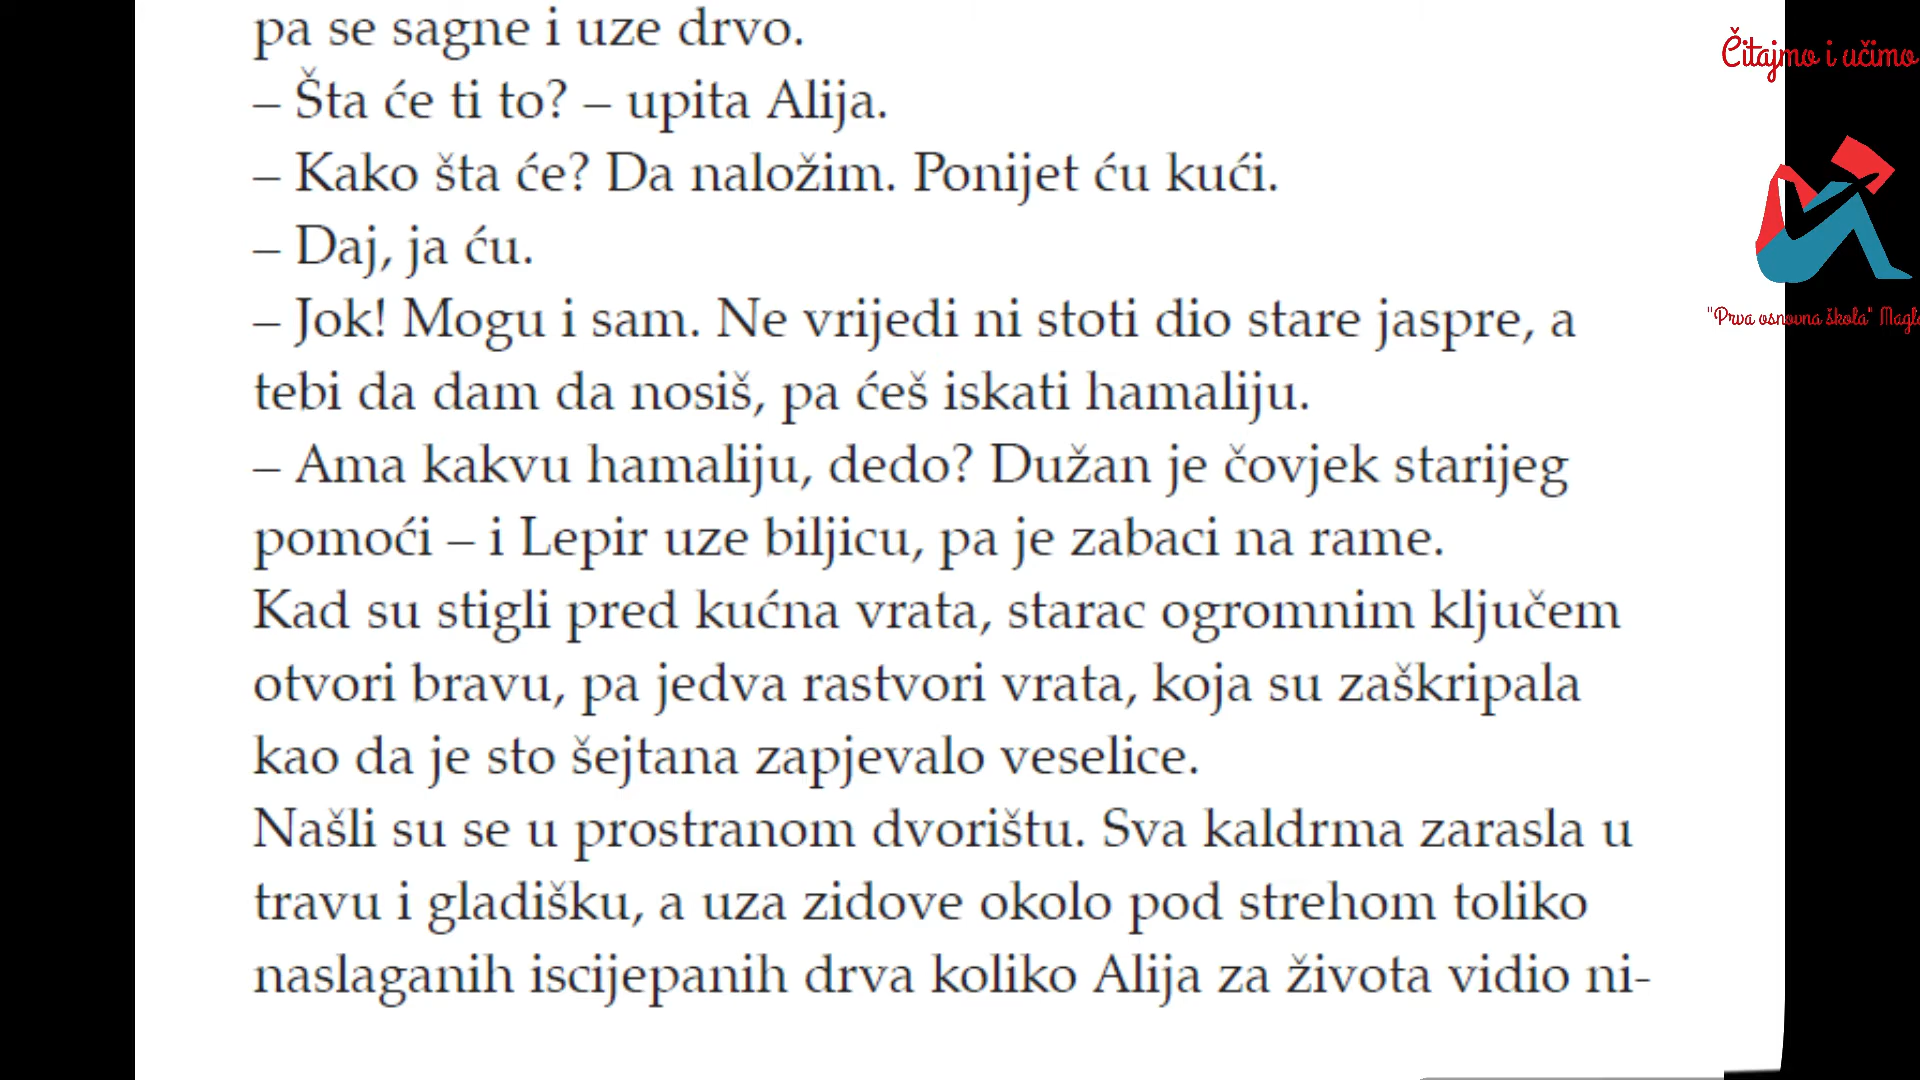 pa se sagne i uze drvo.
– Šta će ti to? – upita Alija.
– Kako šta će? Da naložim. Ponijet ću kući.
– Daj, ja ću.
– Jok! Mogu i sam. Ne vrijedi ni stoti dio stare jaspre, a
tebi da dam da nosiš, pa ćeš iskati hamaliju.
– Ama kakvu hamaliju, dedo? Dužan je čovjek starijeg
pomoći – i Lepir uze biljicu, pa je zabaci na rame.
Kad su stigli pred kućna vrata, starac ogromnim ključem
otvori bravu, pa jedva rastvori vrata, koja su zaškripala
kao da je sto šejtana zapjevalo veselice.
Našli su se u prostranom dvorištu. Sva kaldrma zarasla u
travu i gladišku, a uza zidove okolo pod strehom toliko
naslaganih iscijepanih drva koliko Alija za života vidio ni-
Čitajmo i učimo
"Prva osnovna škola"